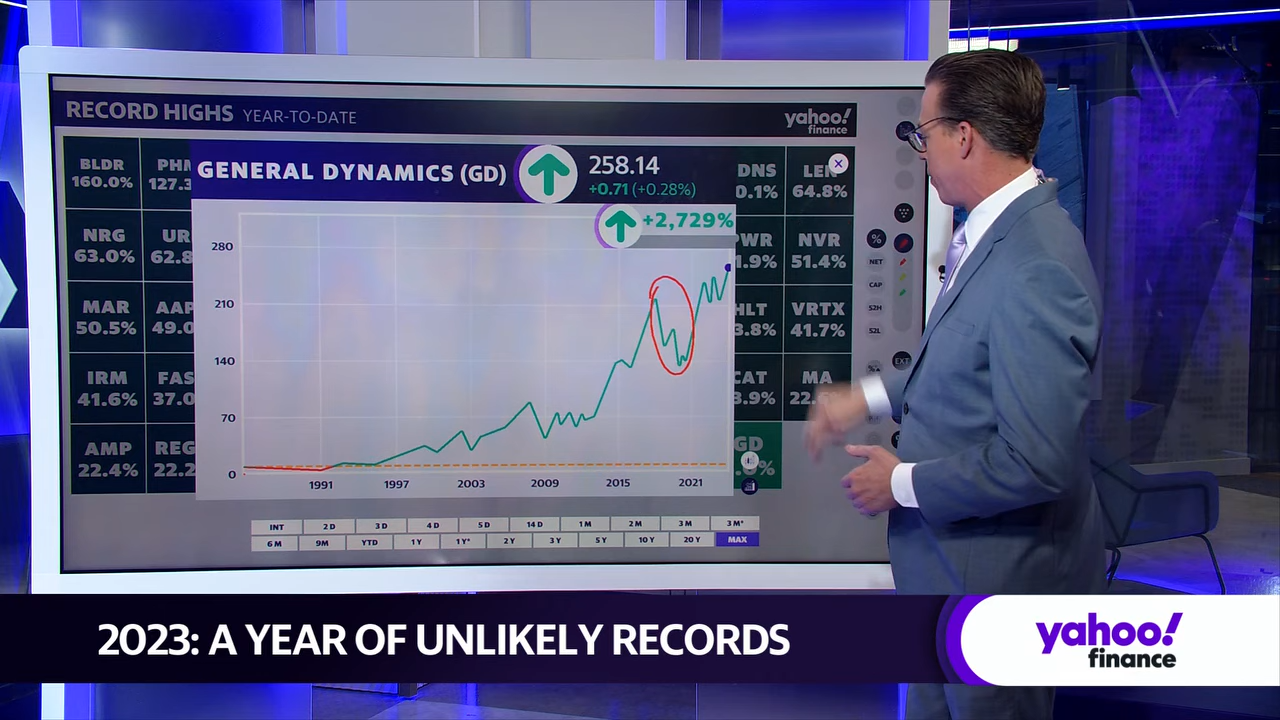 RECORD HIGHS YEAR-TO-DATE
yahoo!
finance
BLDR
160.0%
GENERAL DYNAMICS (GD)
258.14
+0.71 (+0.28%)
64.8%
+2,729%
NRG
63.0%
NVR
51.4%
MAR
50.5%
VRTX
41.7%
IRM
41.6%
MA
AMP
22.4%
GD
280
210
140
70
0
1991 1997 2003 2009 2015 2021
%
NET
CAP
S2H
S2L
EXT
INT 2 D 3 D 4 D 5 D 14 D 1 M 2 M 3 M 3 M*
6 M 9M YTD 1 Y 1 Y* 2 Y 3 Y 5 Y 10 Y 20 Y MAX
2023: A YEAR OF UNLIKELY RECORDS
yahoo!
finance